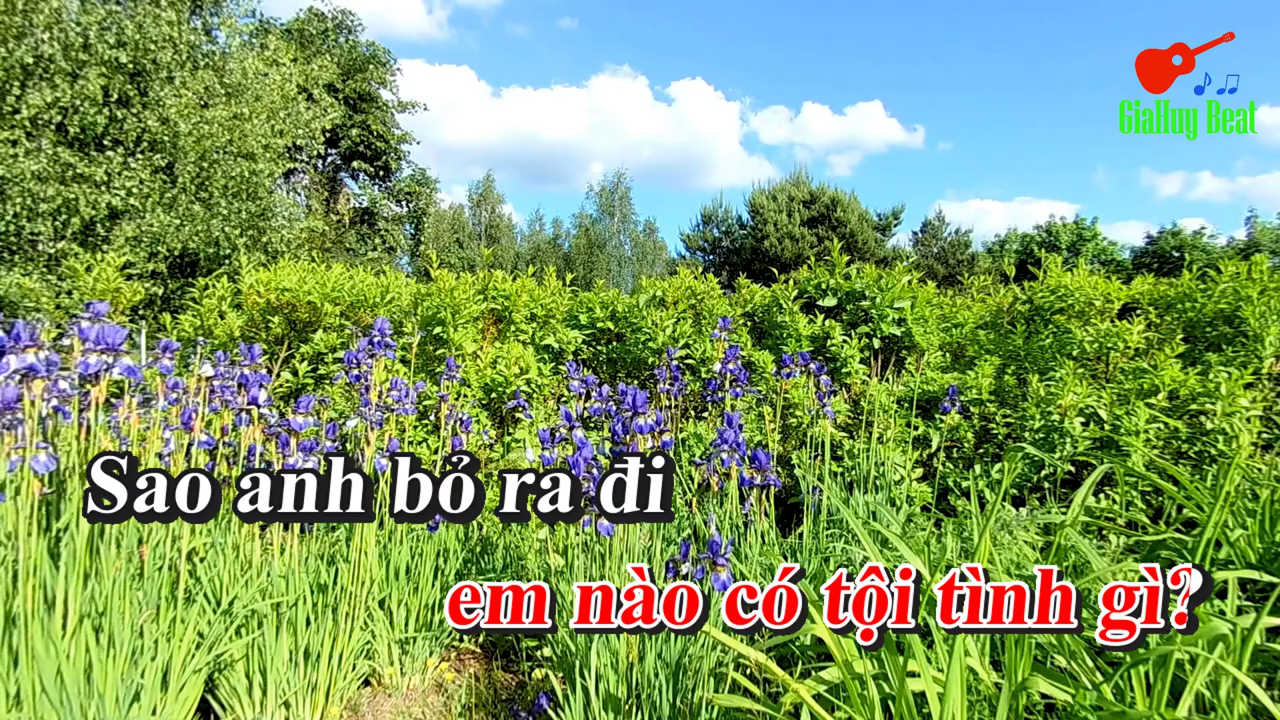 GiaHuy Beat
Sao anh bỏ ra đi
em nào có tội tình gì?